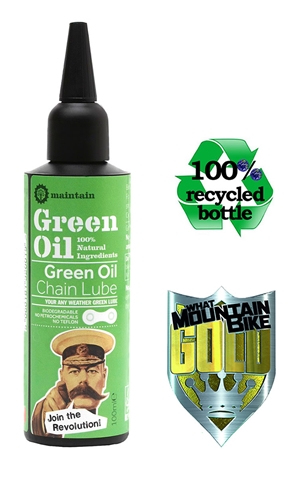 maintain
Green
Oil
100%
Natural
Ingredients
Green Oil
Chain Lube
YOUR ANY WEATHER GREEN LUBE
BIODEGRADABLE
NO PETROCHEMICALS
NO TEFLON
Join the
Revolution!
100ml e
100%
recycled
bottle
WHAT
MOUNTAIN
BIKE
GOLD